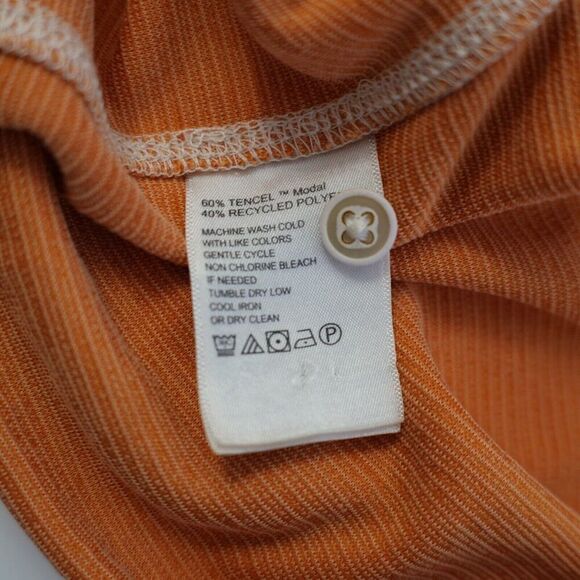 60% TENCEL ™ Modal
40% RECYCLED
MACHINE WASH COLD
WITH LIKE COLORS
GENTLE CYCLE
NON CHLORINE BLEACH
IF NEEDED
TUMBLE DRY LOW
COOL IRON
OR DRY CLEAN
P